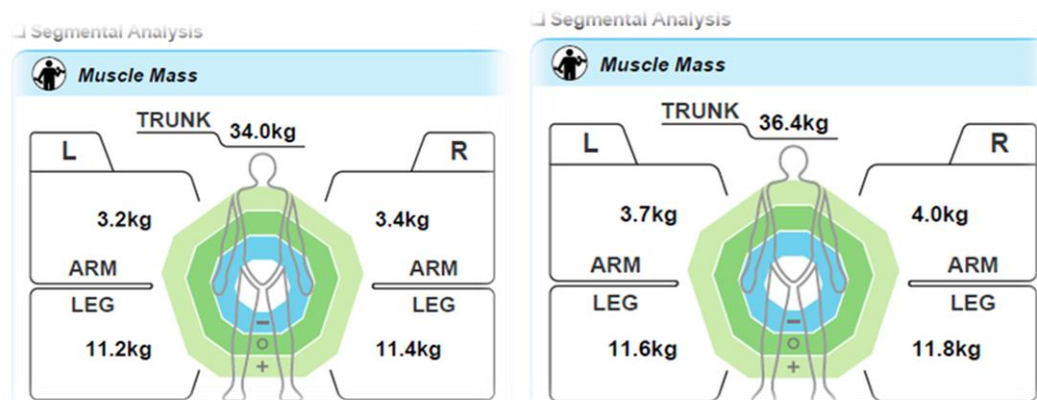 ❏ Segmental Analysis
Muscle Mass
TRUNK 34.0kg
L R
3.2kg 3.4kg
ARM ARM
LEG LEG
11.2kg 11.4kg
−
○
+
❏ Segmental Analysis
Muscle Mass
TRUNK 36.4kg
L R
3.7kg 4.0kg
ARM ARM
LEG LEG
11.6kg 11.8kg
−
○
+